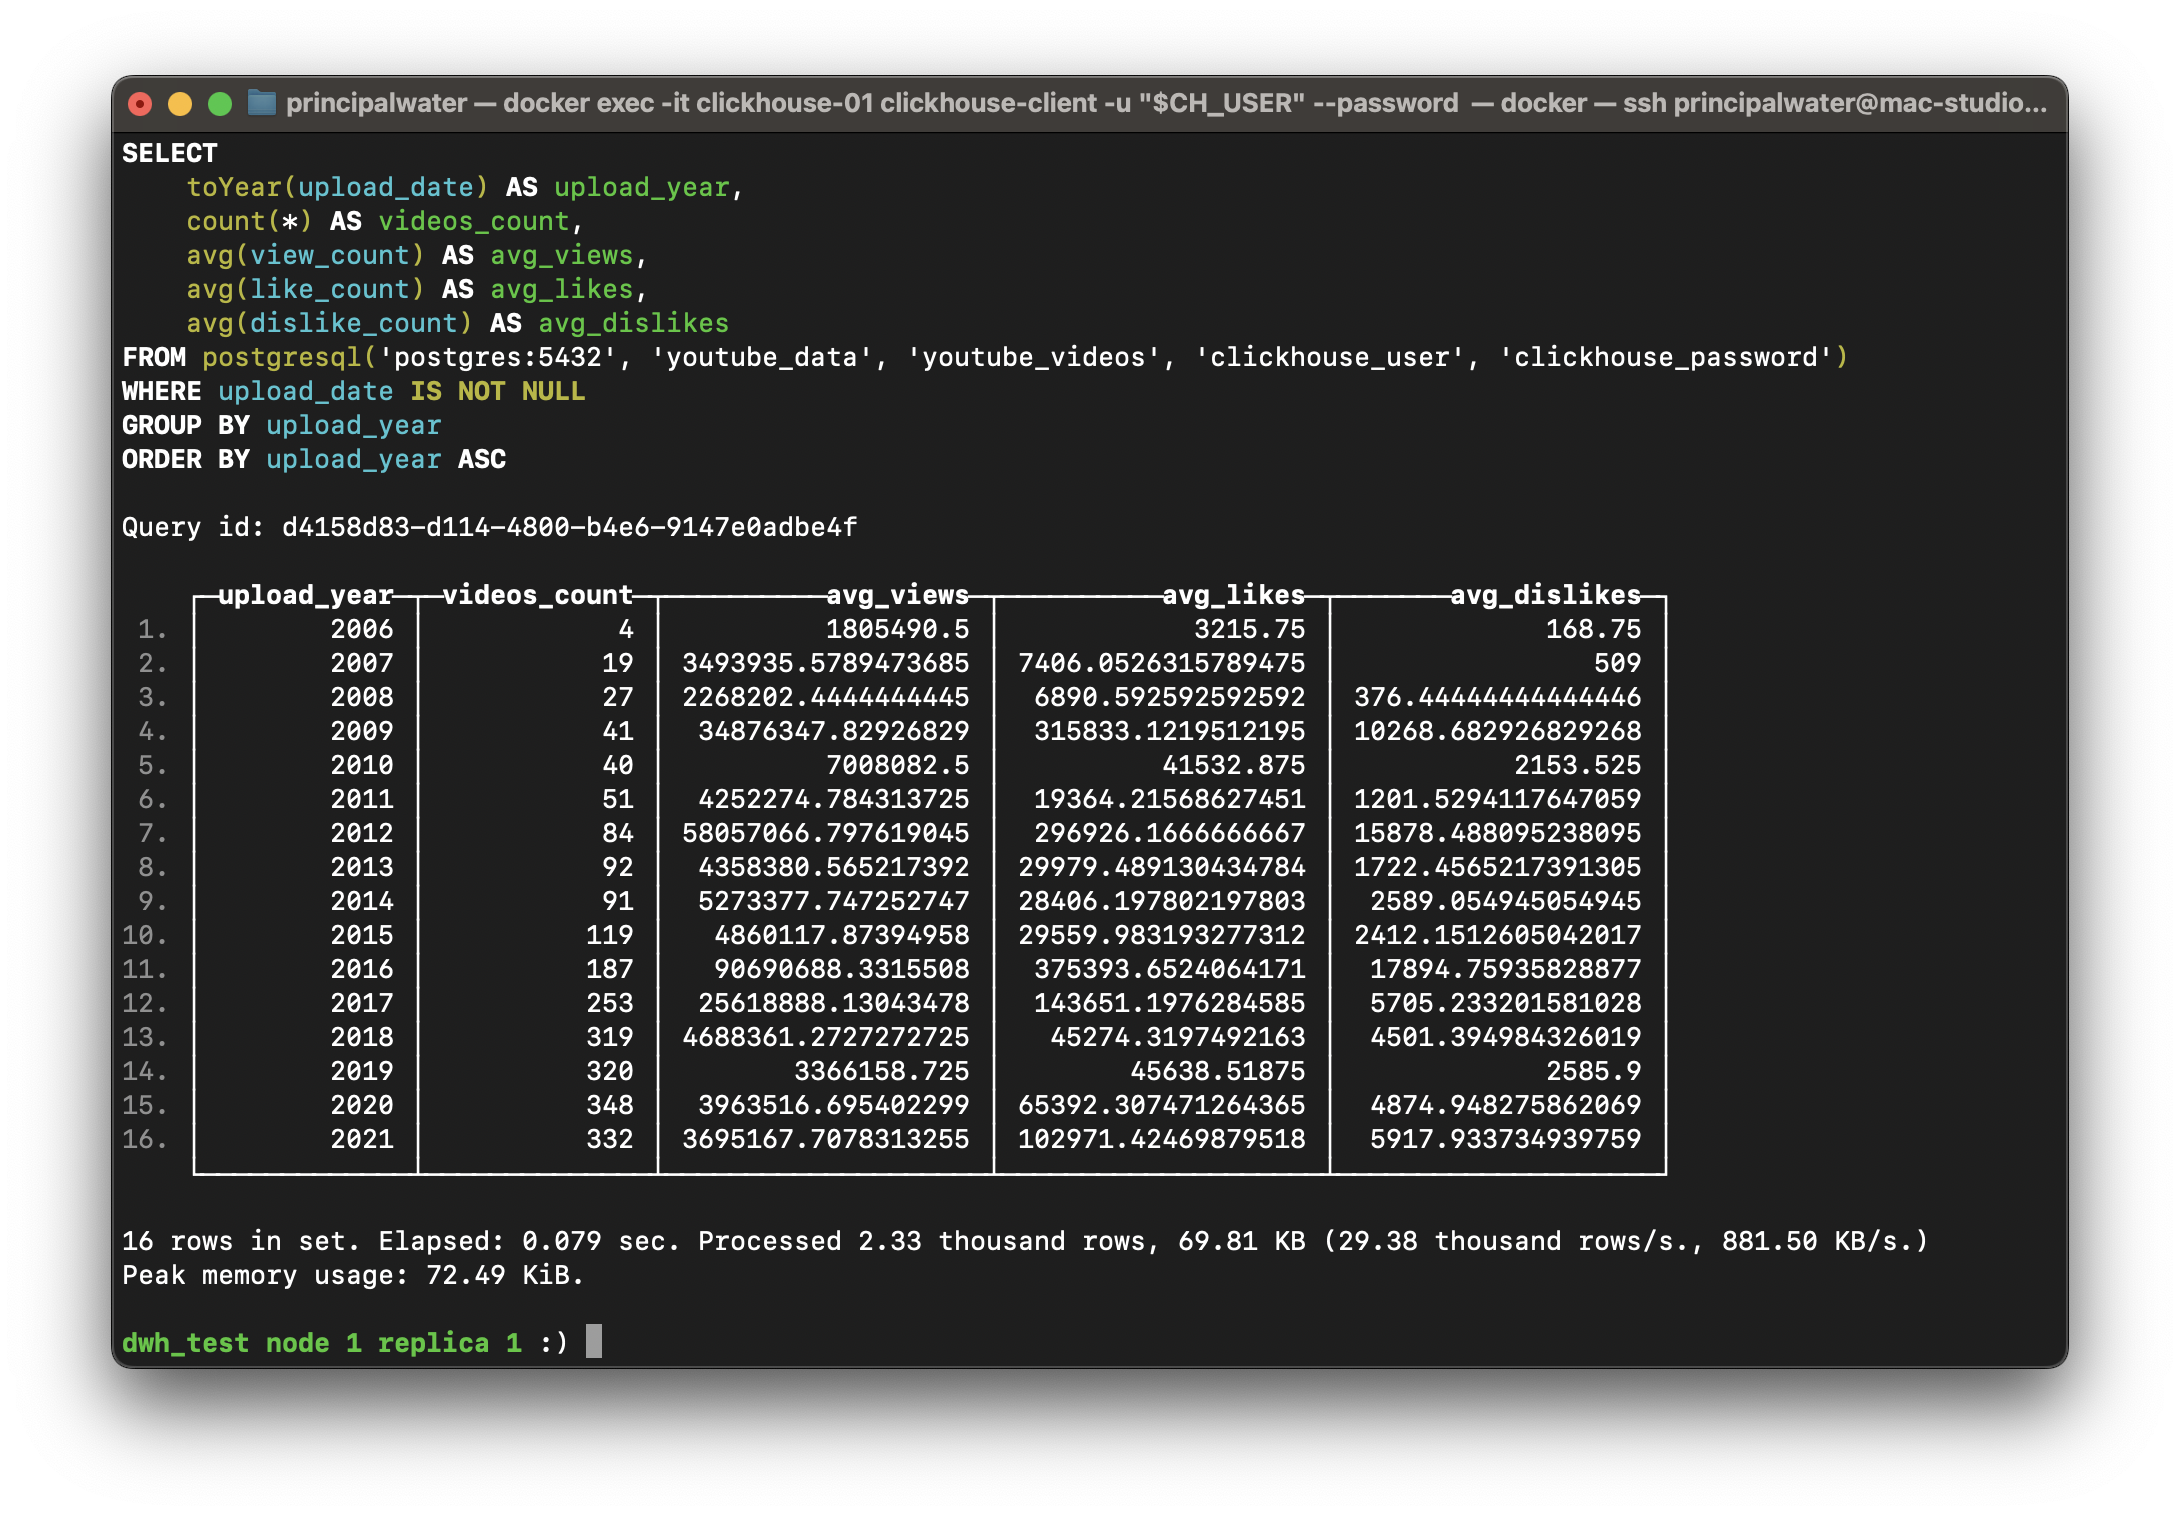 principalwater — docker exec -it clickhouse-01 clickhouse-client -u "$CH_USER" --password — docker — ssh principalwater@mac-studio...
SELECT
    toYear(upload_date) AS upload_year,
    count(*) AS videos_count,
    avg(view_count) AS avg_views,
    avg(like_count) AS avg_likes,
    avg(dislike_count) AS avg_dislikes
FROM postgresql('postgres:5432', 'youtube_data', 'youtube_videos', 'clickhouse_user', 'clickhouse_password')
WHERE upload_date IS NOT NULL
GROUP BY upload_year
ORDER BY upload_year ASC
Query id: d4158d83-d114-4800-b4e6-9147e0adbe4f
upload_year videos_count avg_views avg_likes avg_dislikes
1. 2006 4 1805490.5 3215.75 168.75
2. 2007 19 3493935.5789473685 7406.0526315789475 509
3. 2008 27 2268202.4444444445 6890.592592592592 376.44444444444446
4. 2009 41 34876347.82926829 315833.1219512195 10268.682926829268
5. 2010 40 7008082.5 41532.875 2153.525
6. 2011 51 4252274.784313725 19364.21568627451 1201.5294117647059
7. 2012 84 58057066.797619045 296926.1666666667 15878.488095238095
8. 2013 92 4358380.565217392 29979.489130434784 1722.4565217391305
9. 2014 91 5273377.747252747 28406.197802197803 2589.054945054945
10. 2015 119 4860117.87394958 29559.983193277312 2412.1512605042017
11. 2016 187 90690688.3315508 375393.6524064171 17894.75935828877
12. 2017 253 25618888.13043478 143651.1976284585 5705.233201581028
13. 2018 319 4688361.2727272725 45274.3197492163 4501.394984326019
14. 2019 320 3366158.725 45638.51875 2585.9
15. 2020 348 3963516.695402299 65392.307471264365 4874.948275862069
16. 2021 332 3695167.7078313255 102971.42469879518 5917.933734939759
16 rows in set. Elapsed: 0.079 sec. Processed 2.33 thousand rows, 69.81 KB (29.38 thousand rows/s., 881.50 KB/s.)
Peak memory usage: 72.49 KiB.
dwh_test node 1 replica 1 :)